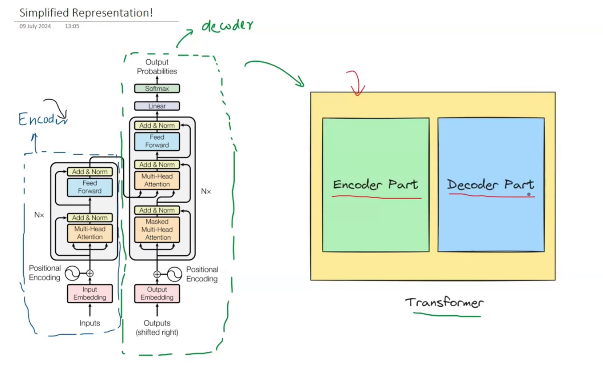 Simplified Representation!
09 July 2024 13:05
decoder
Output
Probabilities
Softmax
Linear
Encoder
Add & Norm
Feed
Forward
Add & Norm
Multi-Head
Attention
Nx
Positional
Encoding
Input
Embedding
Inputs
Add & Norm
Feed
Forward
Add & Norm
Multi-Head
Attention
Nx
Add & Norm
Masked
Multi-Head
Attention
Positional
Encoding
Output
Embedding
Outputs
(shifted right)
Encoder Part
Decoder Part
Transformer